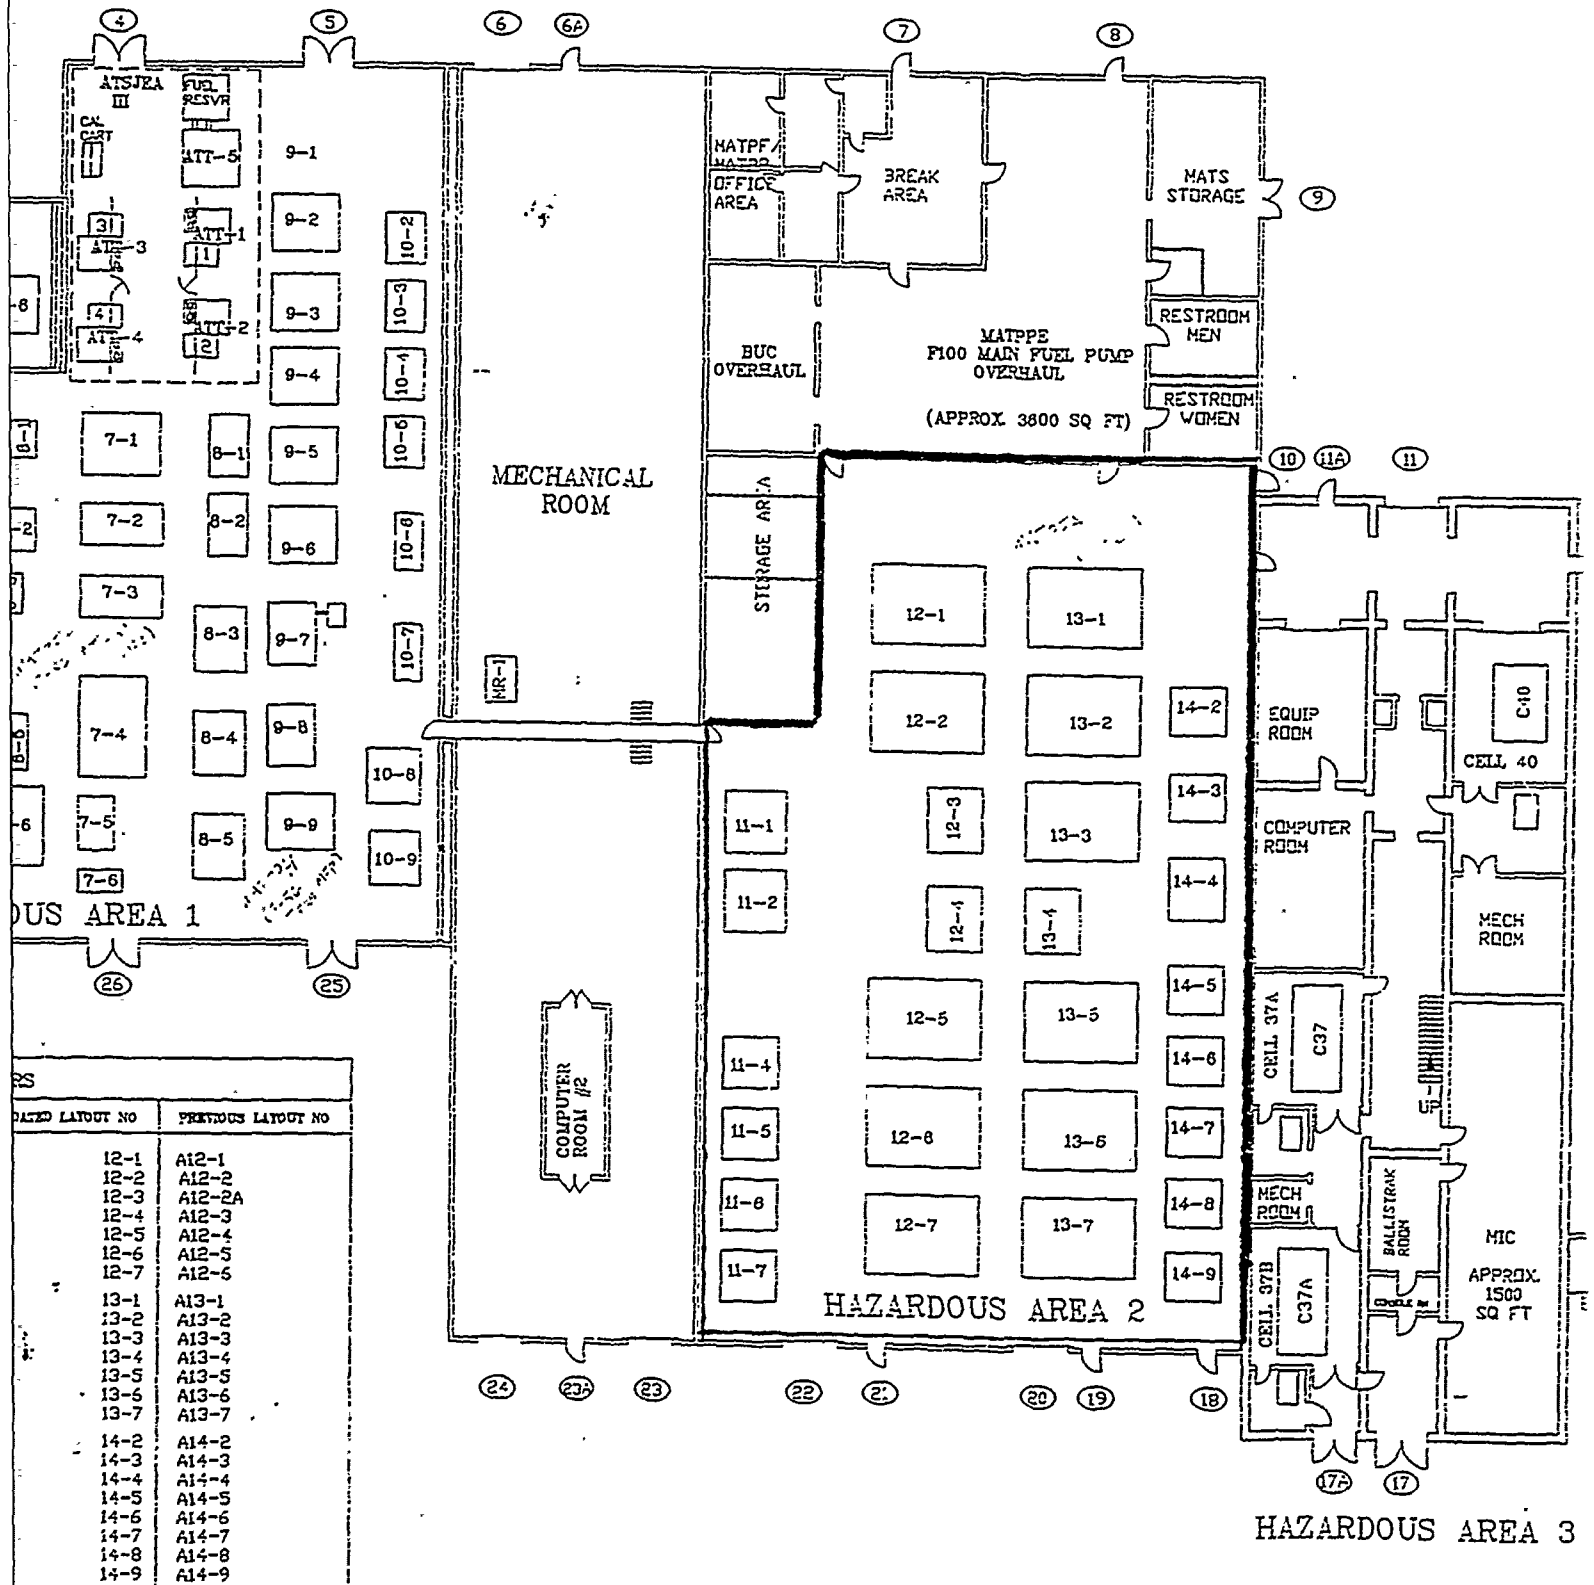 4
5
6
6A
7
8
ATSJEA
III
FUEL
RESVR
CAL
CART
ATT-5
9-1
MATPF/
OFFICE
AREA
BREAK
AREA
MATS
STORAGE
9
3
ATT-3
ATT-1
1
9-2
10-2
-8
4
ATT-4
ATT-2
2
9-3
10-3
9-4
10-4
BUC
OVERHAUL
MATPPE
F100 MAIN FUEL PUMP
OVERHAUL
(APPROX. 3800 SQ FT)
RESTROOM
MEN
RESTROOM
WOMEN
7-1
8-1
9-5
MECHANICAL
ROOM
STORAGE AREA
10
11A
11
-2
7-2
8-2
9-6
7-3
8-3
9-7
10-7
MR-1
12-1
13-1
7-4
8-4
9-8
10-8
12-2
13-2
14-2
EQUIP
ROOM
C40
CELL 40
-6
7-5
8-5
9-9
10-9
7-6
11-1
12-3
13-3
14-3
COMPUTER
ROOM
11-2
12-4
13-4
14-4
MECH
ROOM
OUS AREA 1
26
25
12-5
13-5
14-5
CELL 37A
C37
COMPUTER
ROOM #2
11-4
14-6
UP
11-5
12-6
13-6
14-7
11-6
12-7
13-7
14-8
MECH
ROOM
BALLISTRAK
ROOM
MIC
APPROX.
1500
SQ FT
11-7
14-9
CELL 37B
C37A
HAZARDOUS AREA 2
24
23A
23
22
21
20
19
18
17A
17
HAZARDOUS AREA 3
RS
DATED LAYOUT NO PREVIOUS LAYOUT NO
12-1 A12-1
12-2 A12-2
12-3 A12-2A
12-4 A12-3
12-5 A12-4
12-6 A12-5
12-7 A12-6
13-1 A13-1
13-2 A13-2
13-3 A13-3
13-4 A13-4
13-5 A13-5
13-6 A13-6
13-7 A13-7
14-2 A14-2
14-3 A14-3
14-4 A14-4
14-5 A14-5
14-6 A14-6
14-7 A14-7
14-8 A14-8
14-9 A14-9